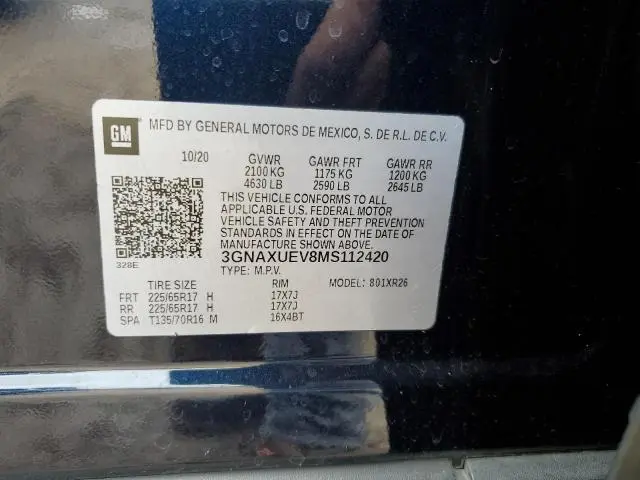 GM
MFD BY GENERAL MOTORS DE MEXICO, S. DE R.L. DE C.V.
10/20 GVWR GAWR FRT GAWR RR
2100 KG 1175 KG 1200 KG
4630 LB 2590 LB 2645 LB
THIS VEHICLE CONFORMS TO ALL
APPLICABLE U.S. FEDERAL MOTOR
VEHICLE SAFETY AND THEFT PREVENTION
STANDARDS IN EFFECT ON THE DATE OF
MANUFACTURE SHOWN ABOVE.
328E 3GNAXUEV8MS112420
TYPE: M.P.V.
TIRE SIZE RIM MODEL: 801XR26
FRT 225/65R17 H 17X7J
RR 225/65R17 H 17X7J
SPA T135/70R16 M 16X4BT